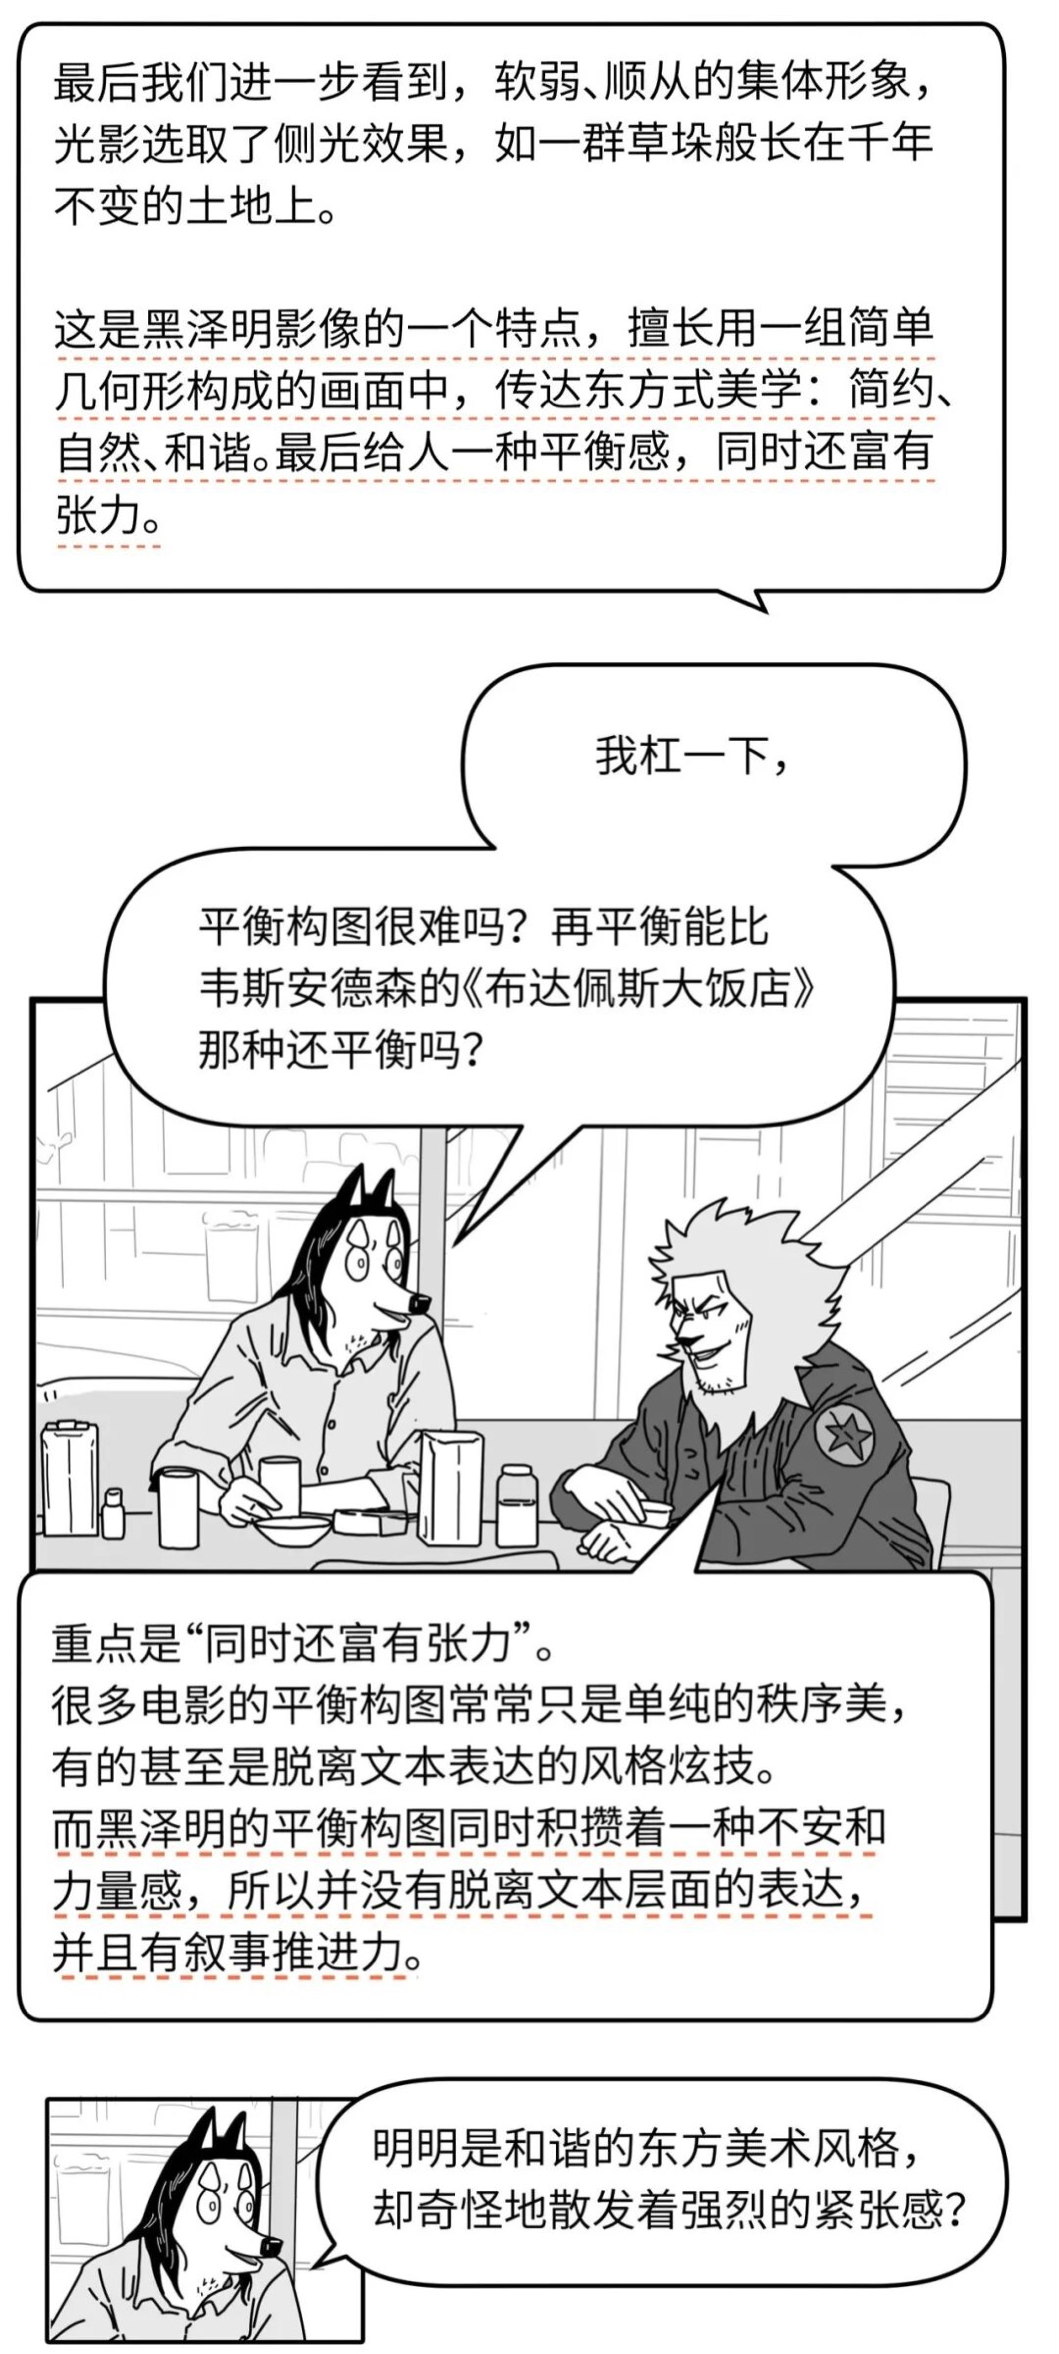 最后我们进一步看到，软弱、顺从的集体形象，
光影选取了侧光效果，如一群草垛般长在千年
不变的土地上。
这是黑泽明影像的一个特点，擅长用一组简单
几何形构成的画面中，传达东方式美学：简约、
自然、和谐。最后给人一种平衡感，同时还富有
张力。
我杠一下，
平衡构图很难吗？再平衡能比
韦斯安德森的《布达佩斯大饭店》
那种还平衡吗？
重点是“同时还富有张力”。
很多电影的平衡构图常常只是单纯的秩序美，
有的甚至是脱离文本表达的风格炫技。
而黑泽明的平衡构图同时积攒着一种不安和
力量感，所以并没有脱离文本层面的表达，
并且有叙事推进力。
明明是和谐的东方美术风格，
却奇怪地散发着强烈的紧张感？